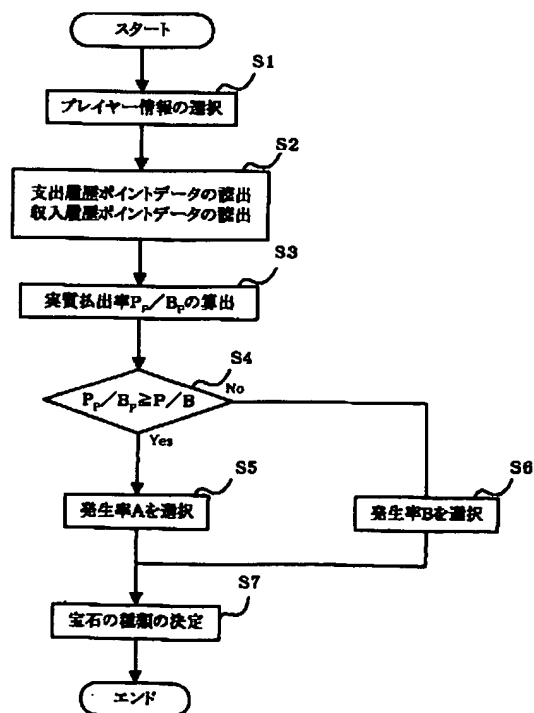 スタート
S1
プレイヤー情報の選択
S2
支出履歴ポイントデータの読出
収入履歴ポイントデータの読出
S3
実質払出率PP／BPの算出
S4
PP／BP≧P／B
No
Yes
S5
発生率Aを選択
S6
発生率Bを選択
S7
宝石の種類の決定
エンド